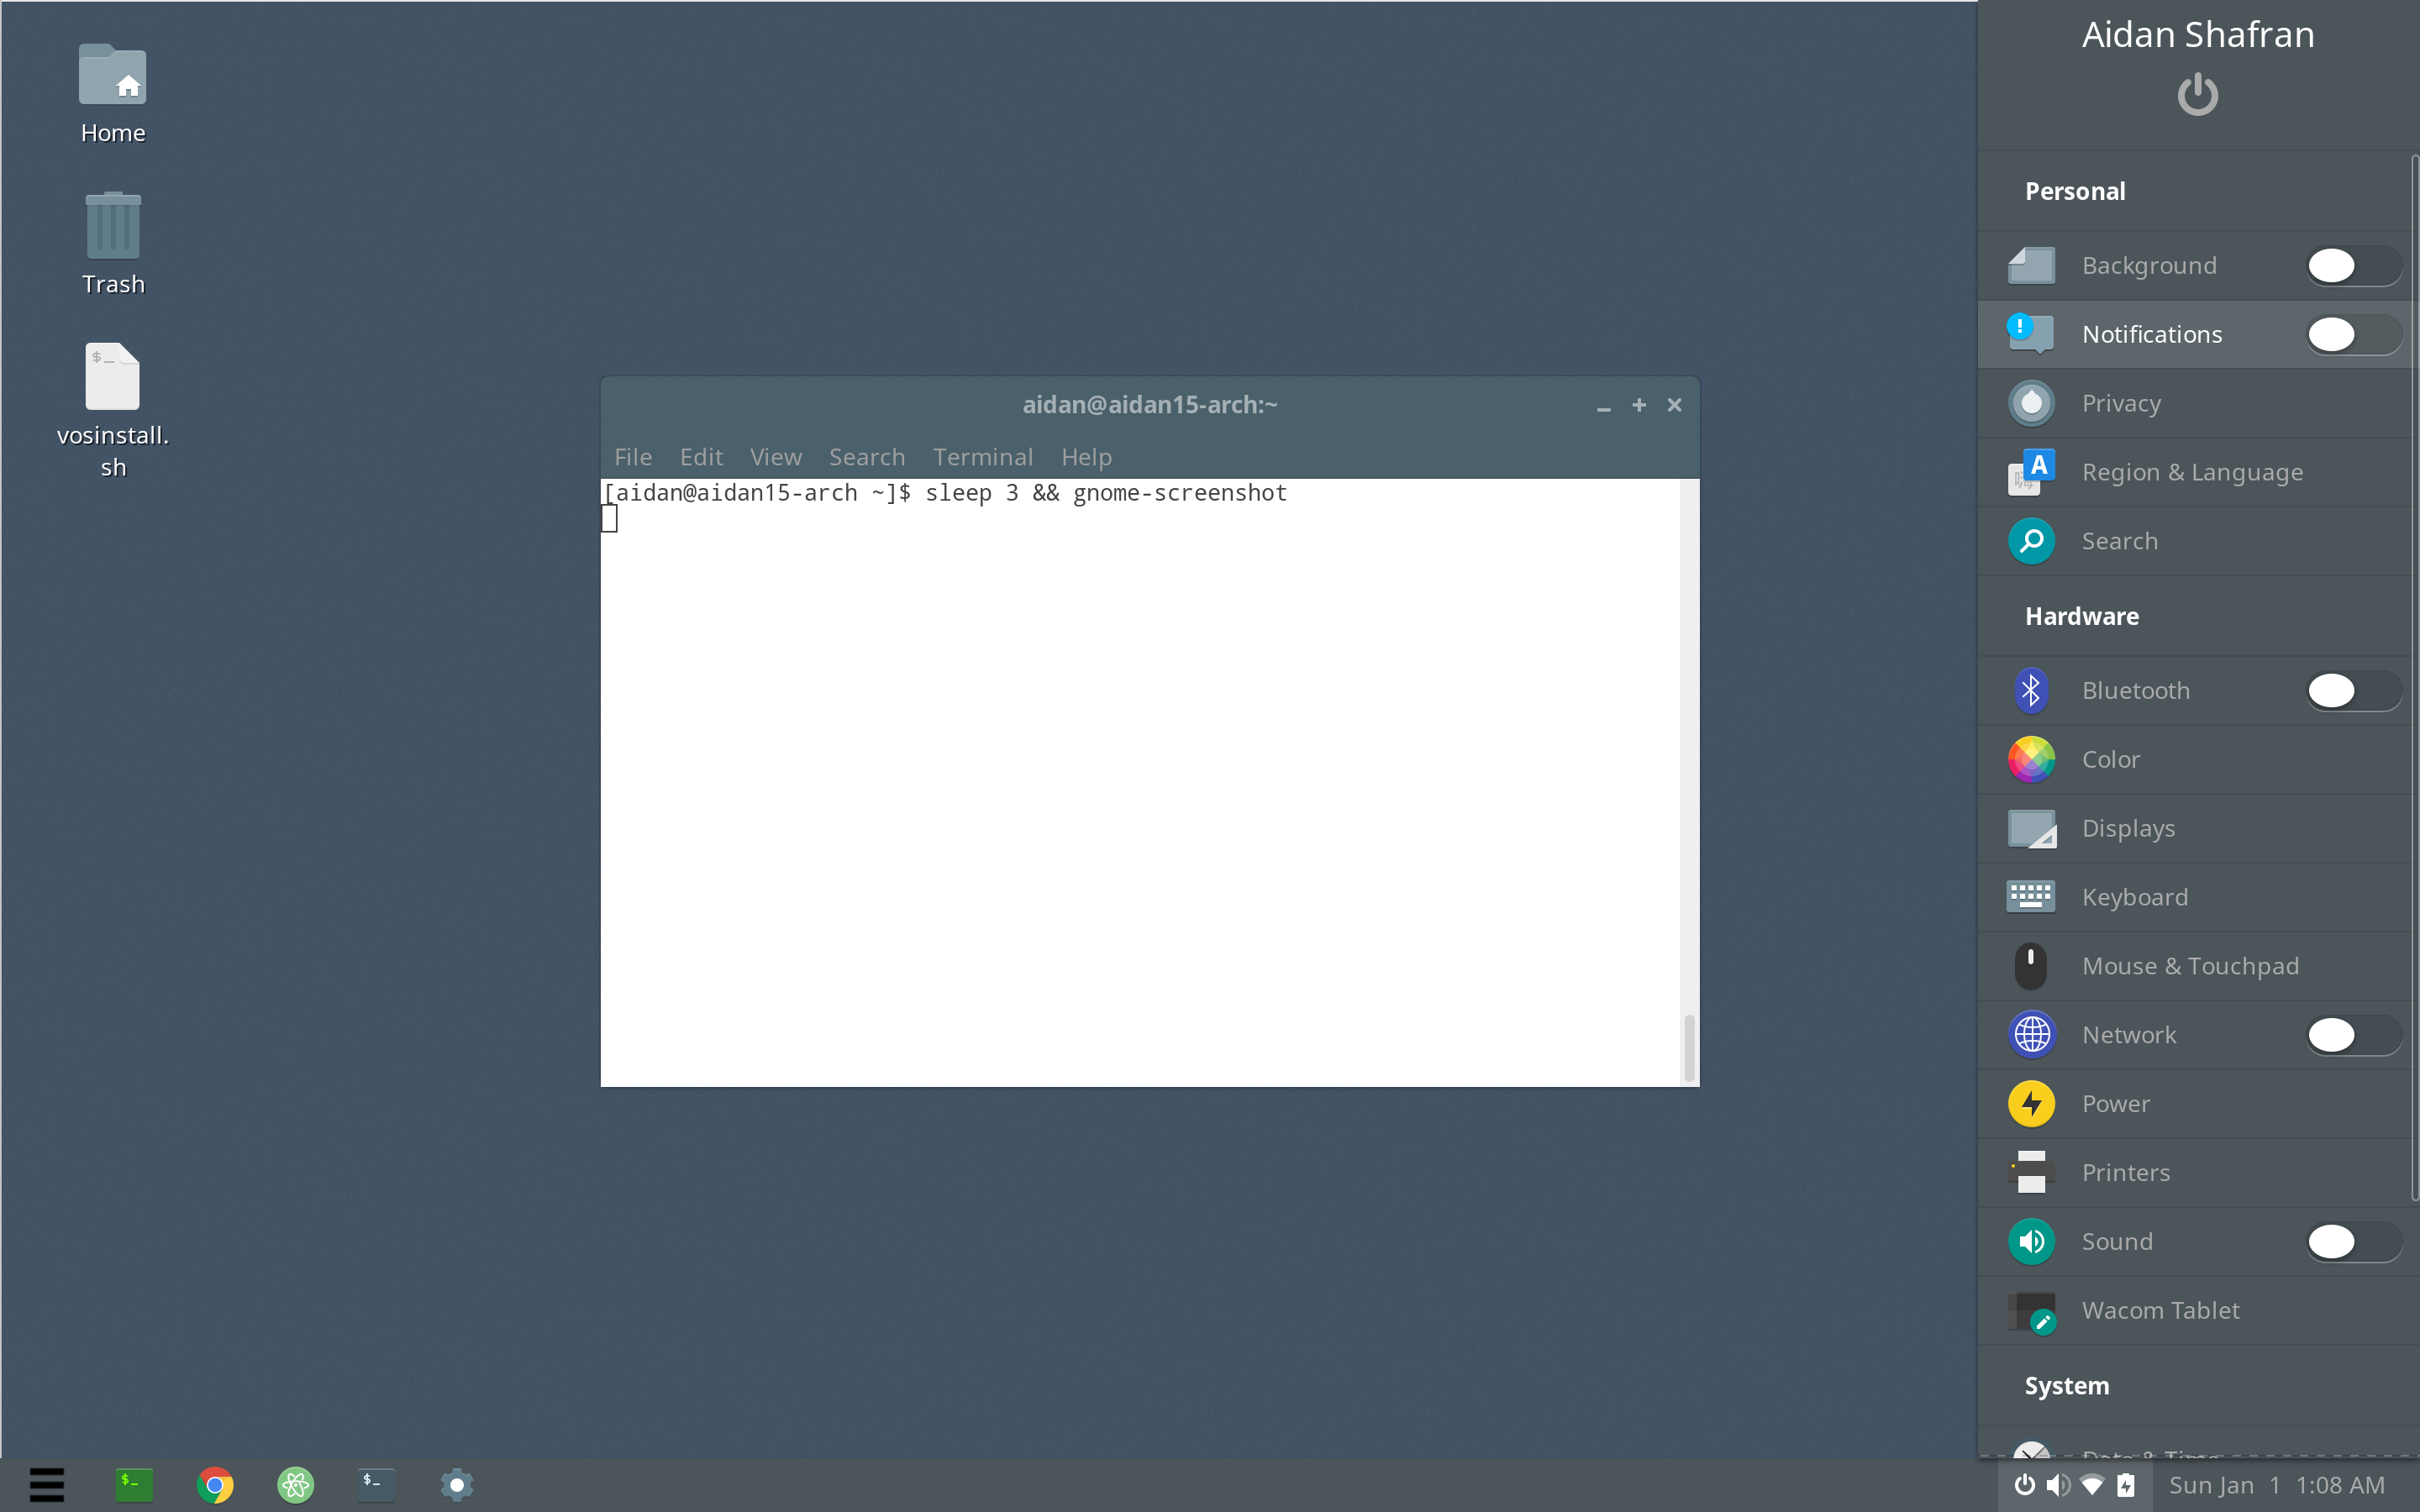 Home
Trash
vosinstall.
sh
$_
aidan@aidan15-arch:~
File Edit View Search Terminal Help
[aidan@aidan15-arch ~]$ sleep 3 && gnome-screenshot
Aidan Shafran
Personal
Background
Notifications
Privacy
Region & Language
Search
Hardware
Bluetooth
Color
Displays
Keyboard
Mouse & Touchpad
Network
Power
Printers
Sound
Wacom Tablet
System
Date & Time
$_
$_
Sun Jan 1 1:08 AM